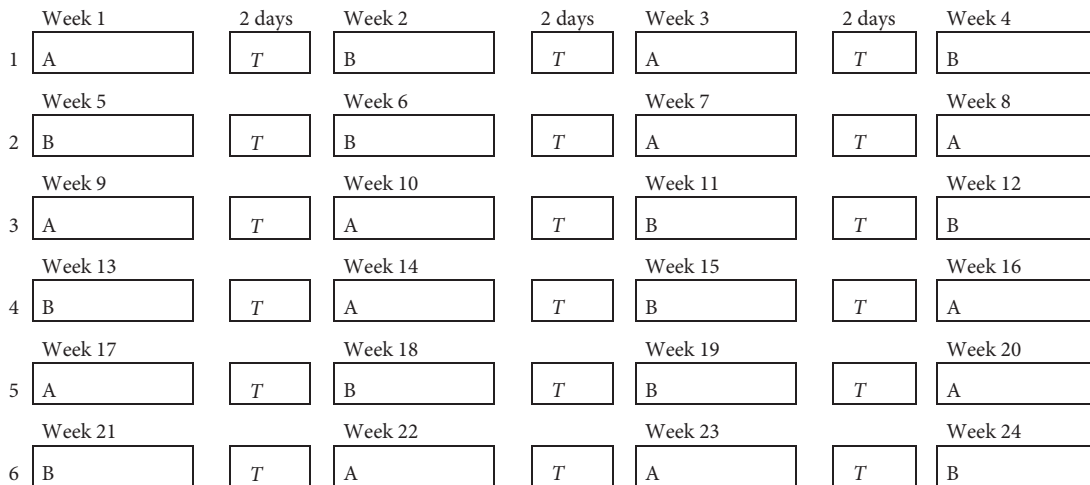 Week 1 2 days Week 2 2 days Week 3 2 days Week 4
1 A T B T A T B
Week 5 Week 6 Week 7 Week 8
2 B T B T A T A
Week 9 Week 10 Week 11 Week 12
3 A T A T B T B
Week 13 Week 14 Week 15 Week 16
4 B T A T B T A
Week 17 Week 18 Week 19 Week 20
5 A T B T B T A
Week 21 Week 22 Week 23 Week 24
6 B T A T A T B